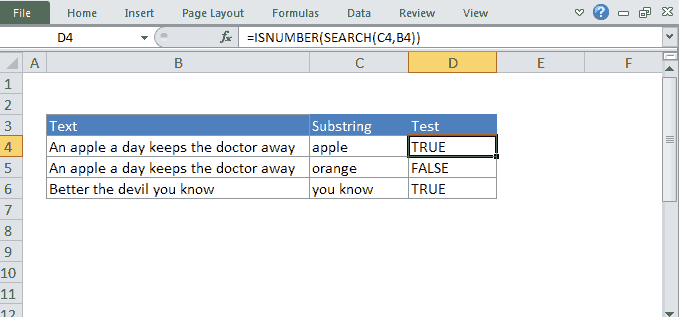 File Home Insert Page Layout Formulas Data Review View
D4 fx =ISNUMBER(SEARCH(C4,B4))
A B C D E F
1
2
3 Text Substring Test
4 An apple a day keeps the doctor away apple TRUE
5 An apple a day keeps the doctor away orange FALSE
6 Better the devil you know you know TRUE
7
8
9
10
11
12